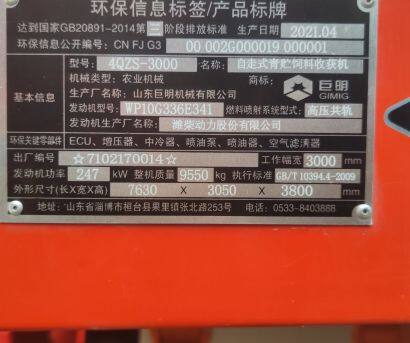 环保信息标签/产品标牌
达到国家GB20891-2014第三阶段排放标准 生产日期 2021.04
环保信息公开编号: CN FJ G3 00 002G000019 000001
基本信息
型号: 4QZS-3000 名称: 自走式青贮饲料收获机
机械类型: 农业机械 商标: 巨明 GIMIG
生产厂名称: 山东巨明机械有限公司
发动机型号: WP10G336E341 燃料喷射系统型式: 高压共轨
发动机生产厂: 潍柴动力股份有限公司
环保关键零部件 ECU、增压器、中冷器、喷油泵、喷油器、空气滤清器
出厂编号 ☆7102170014☆ 工作幅宽 3000 mm
发动机功率 247 kW 整机质量 9550 kg 执行标准 GB/T 10394.4-2009
外形尺寸(长X宽X高) 7630 X 3050 X 3800 mm
地址: 山东省淄博市桓台县果里镇张北路253号 电话: 0533-8403888